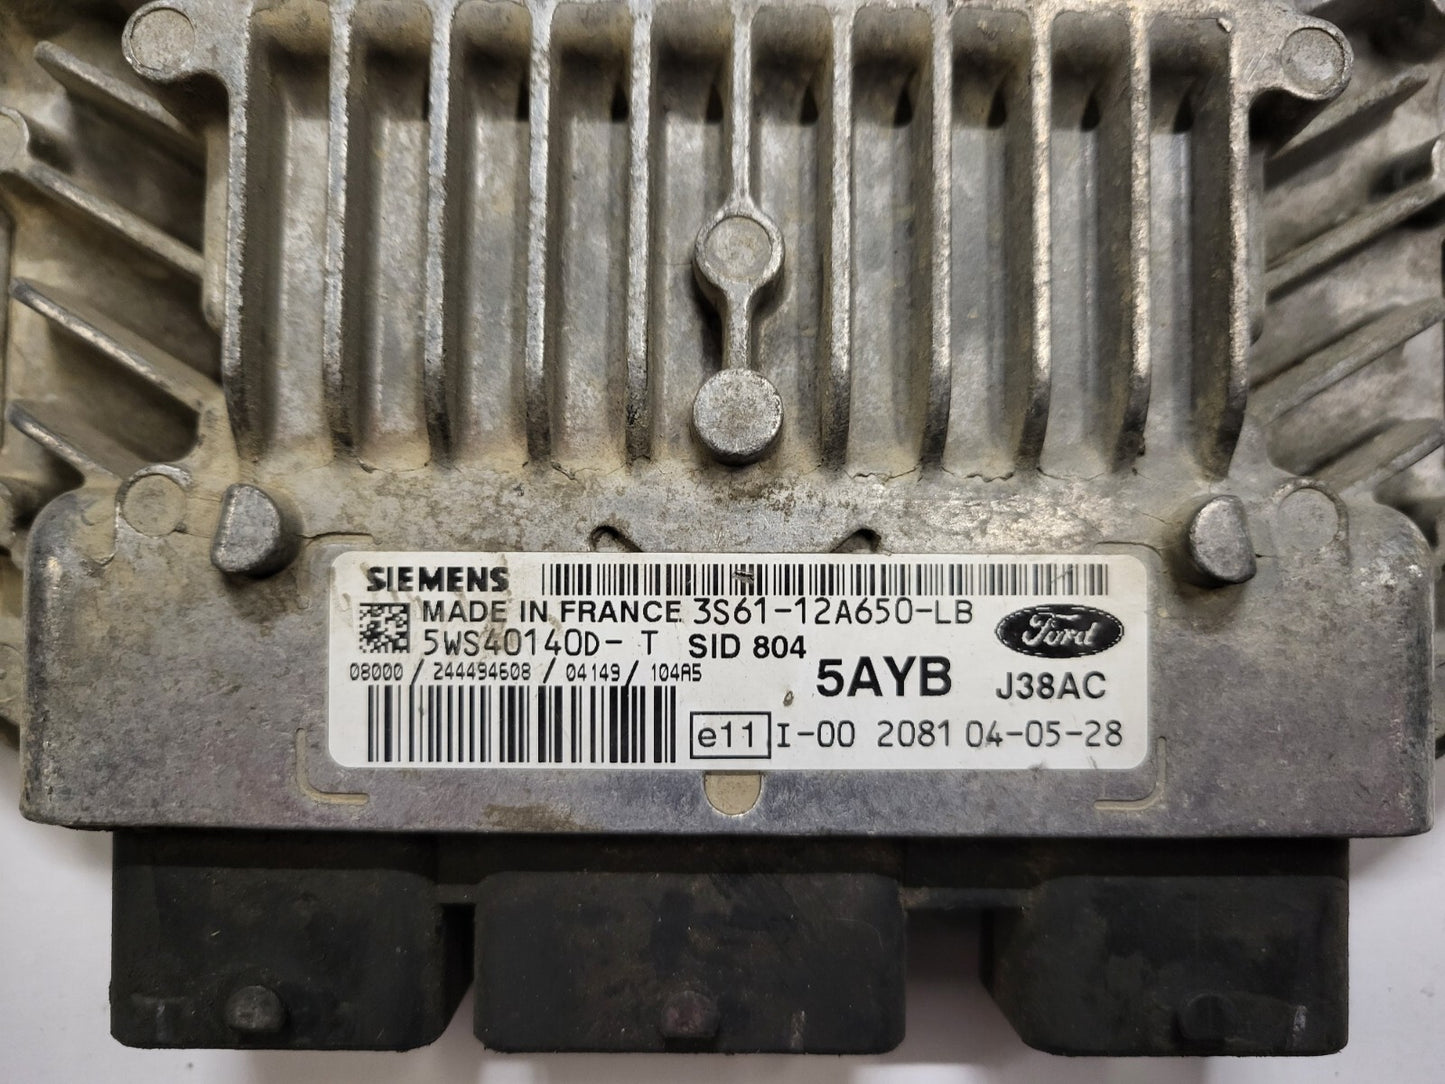 SIEMENS
MADE IN FRANCE 3S61-12A650-LB
Ford
5WS40140D-T SID 804
08000 / 244494608 / 04149 / 104A5
5AYB J38AC
e11 I-00 2081 04-05-28